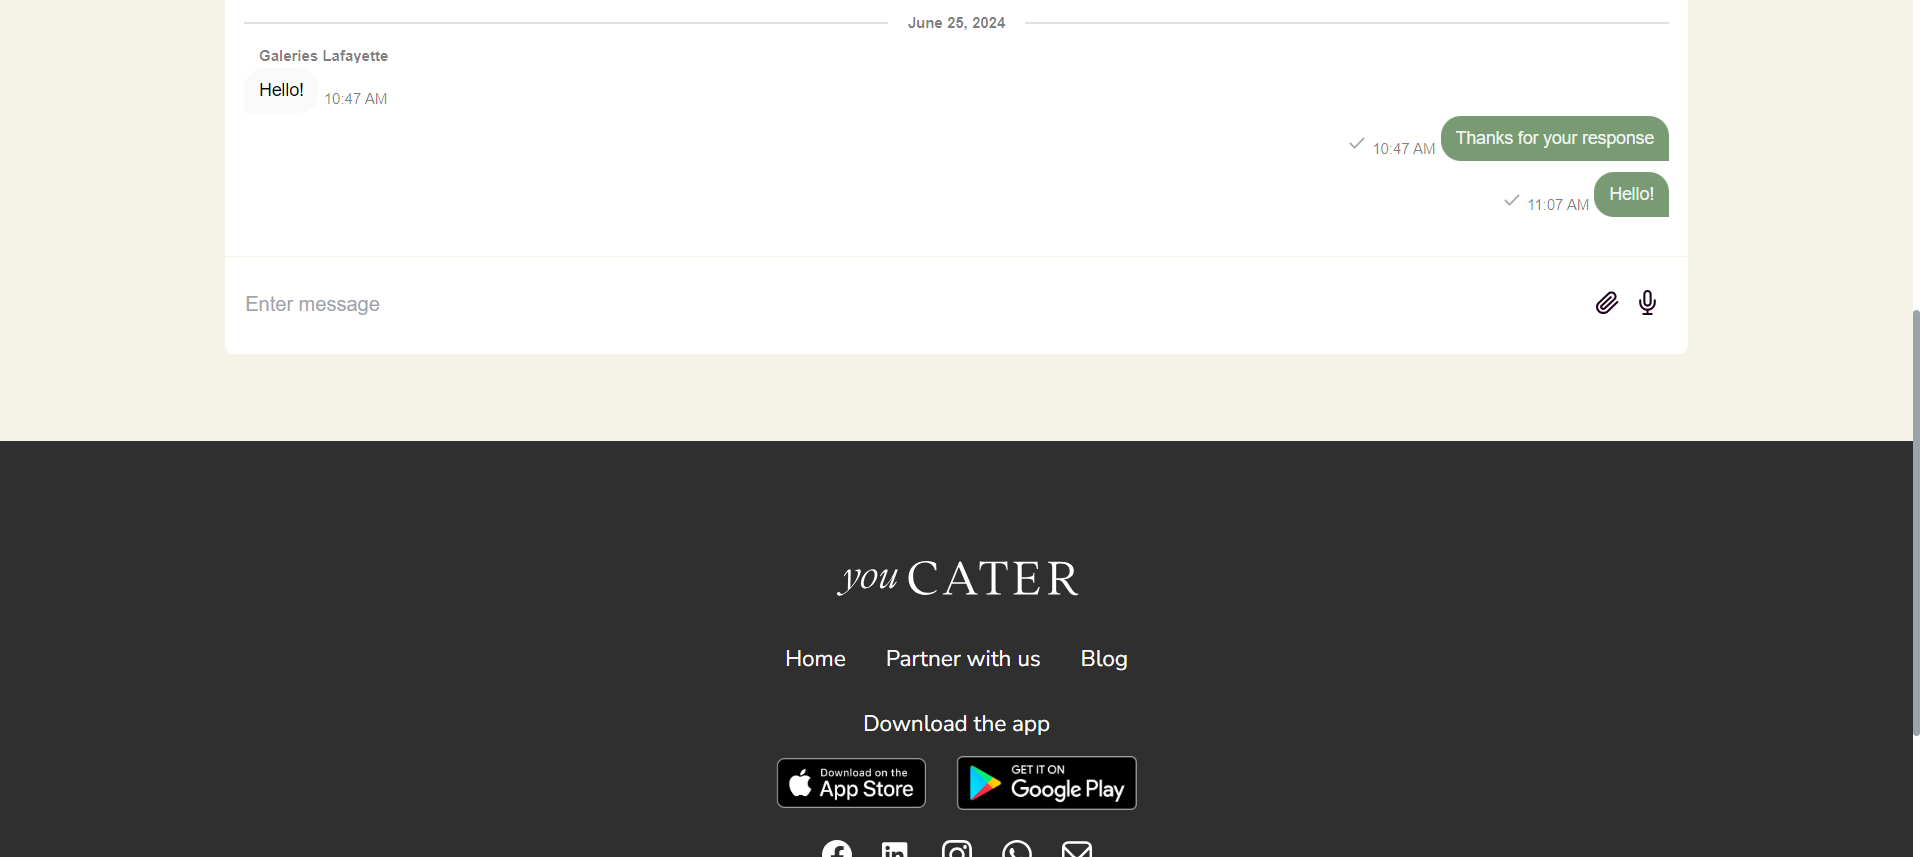 June 25, 2024
Galeries Lafayette
Hello!
10:47 AM
10:47 AM
Thanks for your response
11:07 AM
Hello!
Enter message
you CATER
Home
Partner with us
Blog
Download the app
Download on the
App Store
GET IT ON
Google Play